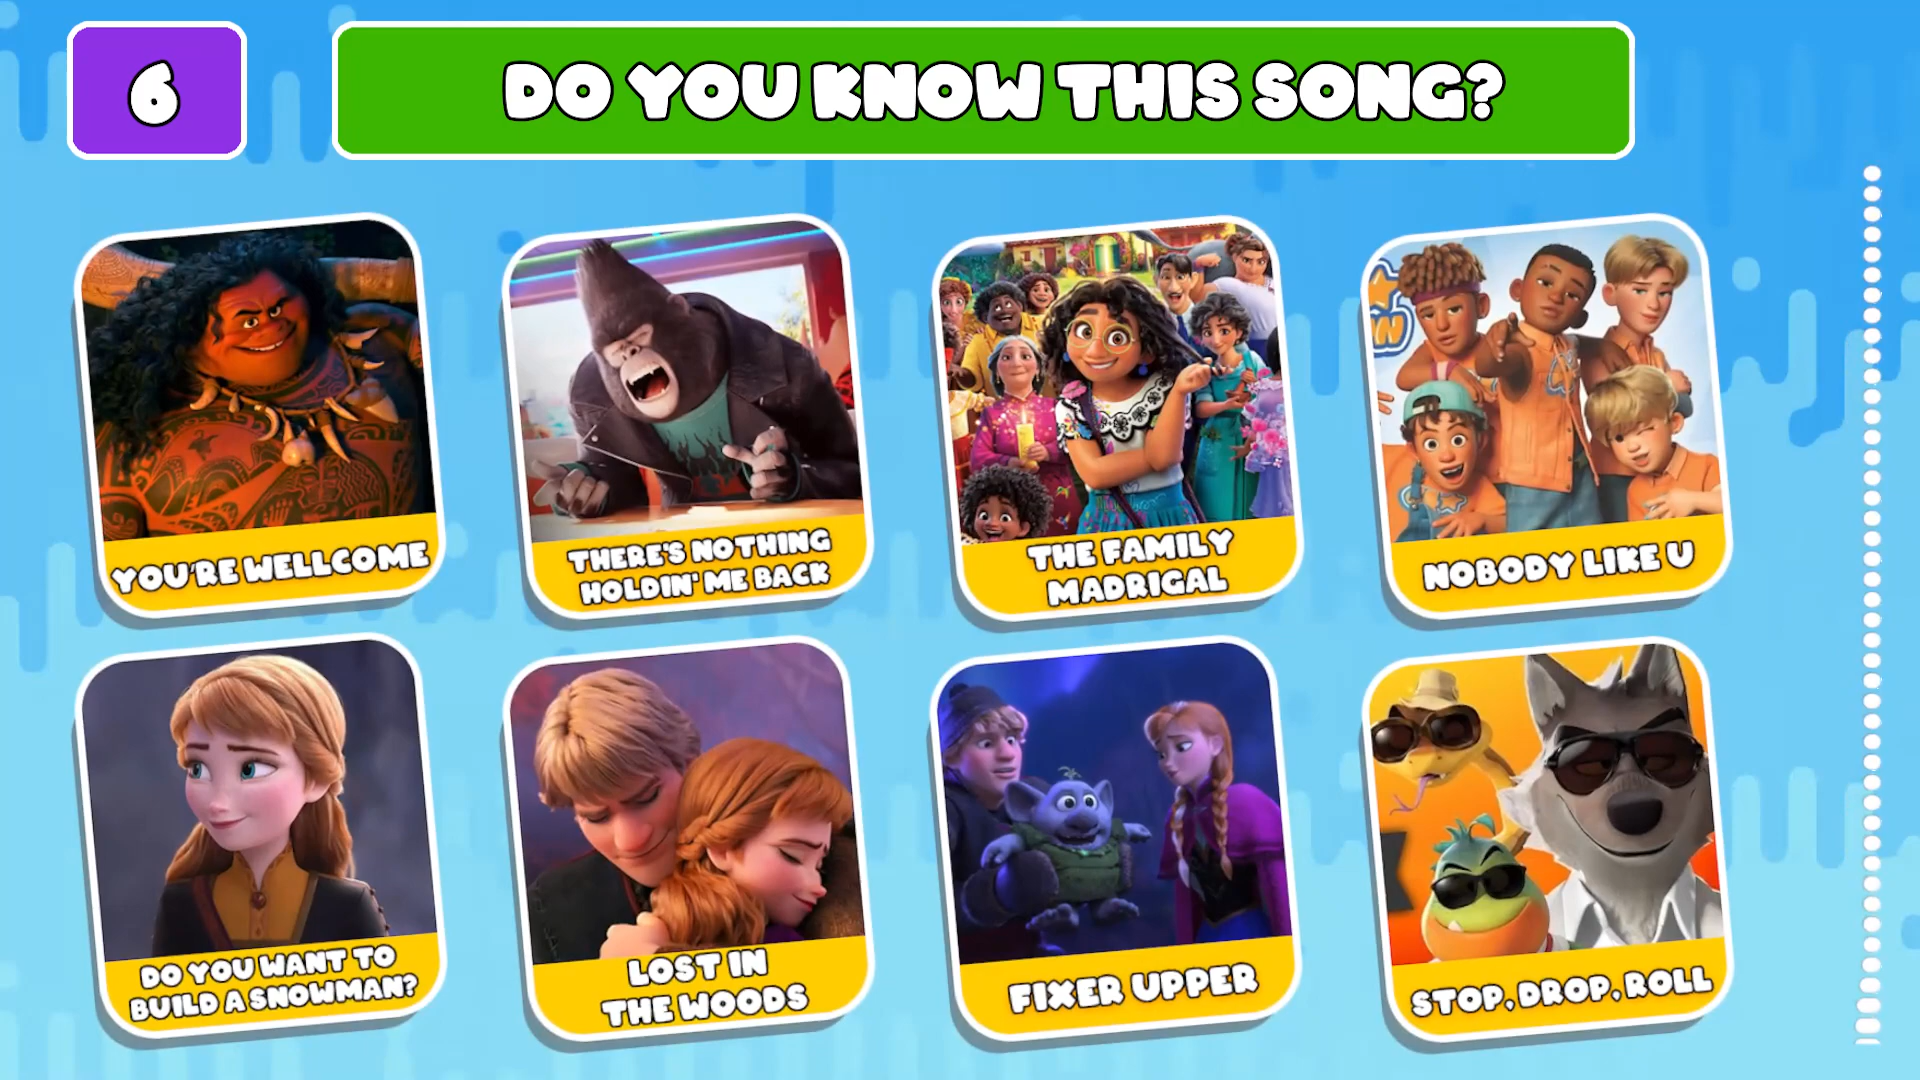 6
DO YOU KNOW THIS SONG?
YOU'RE WELLCOME
THERE'S NOTHING
HOLDIN' ME BACK
THE FAMILY
MADRIGAL
NOBODY LIKE U
DO YOU WANT TO
BUILD A SNOWMAN?
LOST IN
THE WOODS
FIXER UPPER
STOP, DROP, ROLL